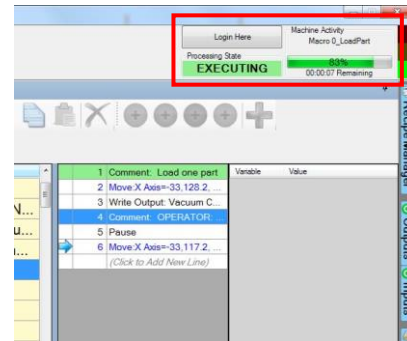 Login Here
Machine Activity
Macro 0_LoadPart
Processing State
EXECUTING
83%
00:00:07 Remaining
Recipe Manager
Outputs
Inputs
1 Comment: Load one part
2 Move:X Axis=-33,128.2, ...
3 Write Output: Vacuum C...
4 Comment: OPERATOR: ...
5 Pause
6 Move:X Axis=-33,117.2, ...
(Click to Add New Line)
Variable Value
N...
u...